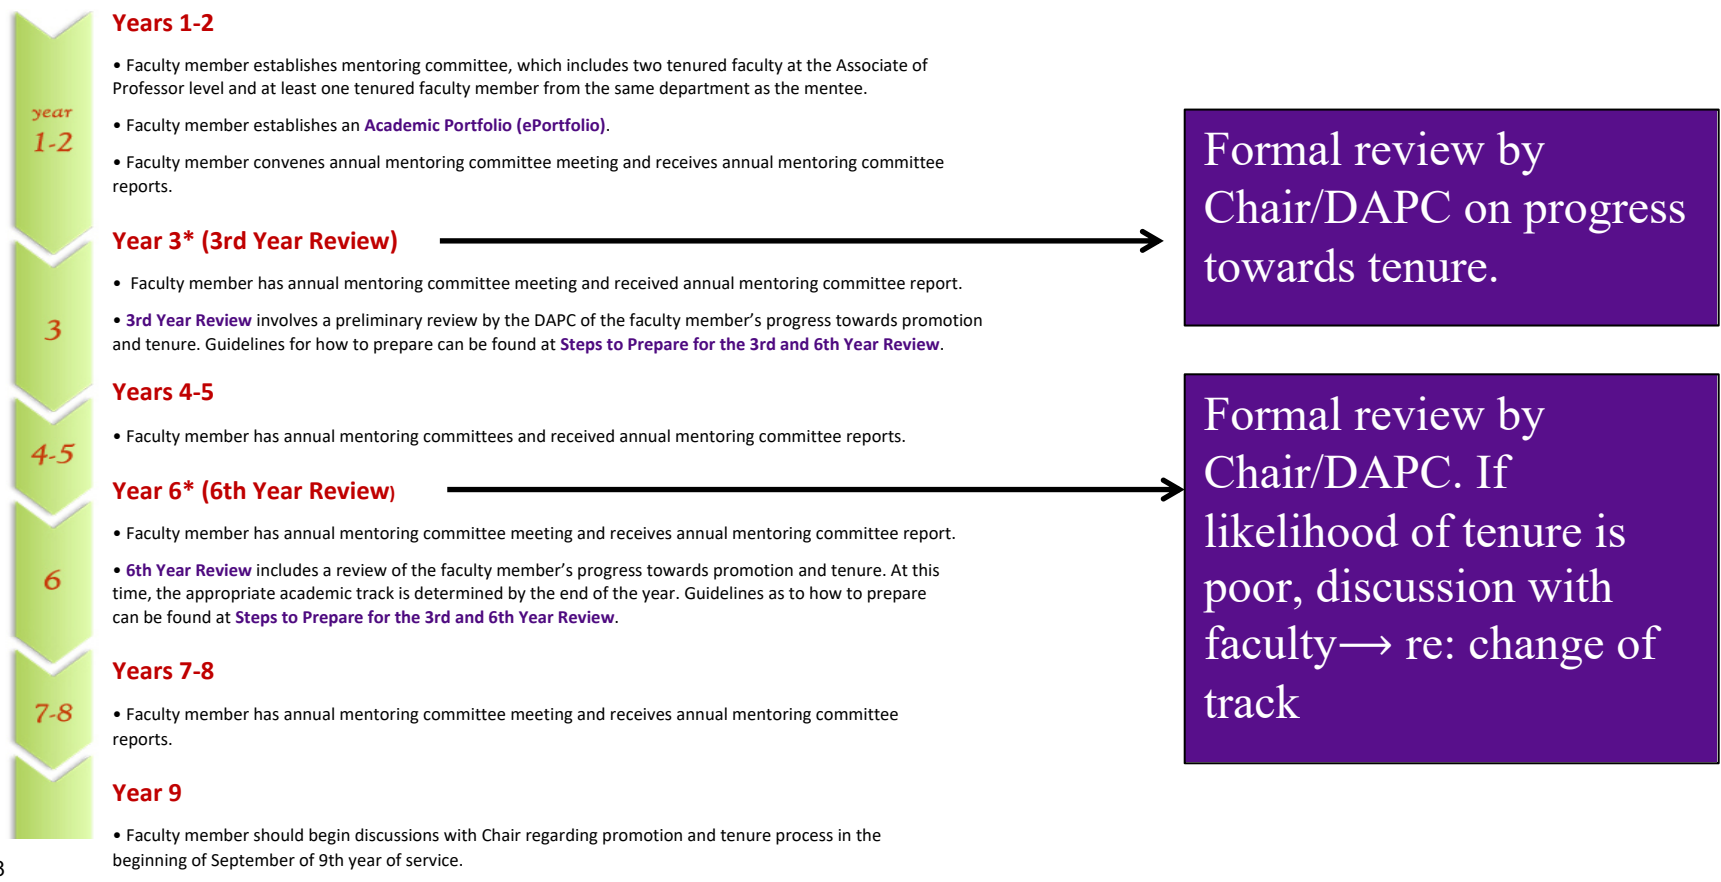 Years 1-2
• Faculty member establishes mentoring committee, which includes two tenured faculty at the Associate of
Professor level and at least one tenured faculty member from the same department as the mentee.
• Faculty member establishes an Academic Portfolio (ePortfolio).
• Faculty member convenes annual mentoring committee meeting and receives annual mentoring committee
reports.
year
1-2
Year 3* (3rd Year Review)
• Faculty member has annual mentoring committee meeting and received annual mentoring committee report.
• 3rd Year Review involves a preliminary review by the DAPC of the faculty member’s progress towards promotion
and tenure. Guidelines for how to prepare can be found at Steps to Prepare for the 3rd and 6th Year Review.
3
Formal review by
Chair/DAPC on progress
towards tenure.
Years 4-5
• Faculty member has annual mentoring committees and received annual mentoring committee reports.
4-5
Year 6* (6th Year Review)
• Faculty member has annual mentoring committee meeting and receives annual mentoring committee report.
• 6th Year Review includes a review of the faculty member’s progress towards promotion and tenure. At this
time, the appropriate academic track is determined by the end of the year. Guidelines as to how to prepare
can be found at Steps to Prepare for the 3rd and 6th Year Review.
6
Formal review by
Chair/DAPC. If
likelihood of tenure is
poor, discussion with
faculty⟶ re: change of
track
Years 7-8
• Faculty member has annual mentoring committee meeting and receives annual mentoring committee
reports.
7-8
Year 9
• Faculty member should begin discussions with Chair regarding promotion and tenure process in the
beginning of September of 9th year of service.